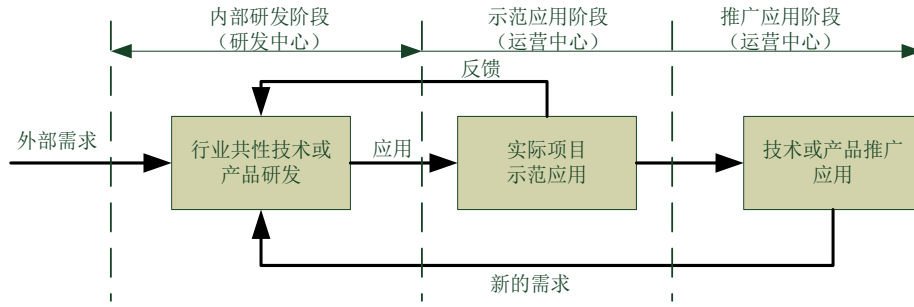 内部研发阶段
（研发中心）
示范应用阶段
（运营中心）
推广应用阶段
（运营中心）
反馈
外部需求
行业共性技术或
产品研发
应用
实际项目
示范应用
技术或产品推广
应用
新的需求